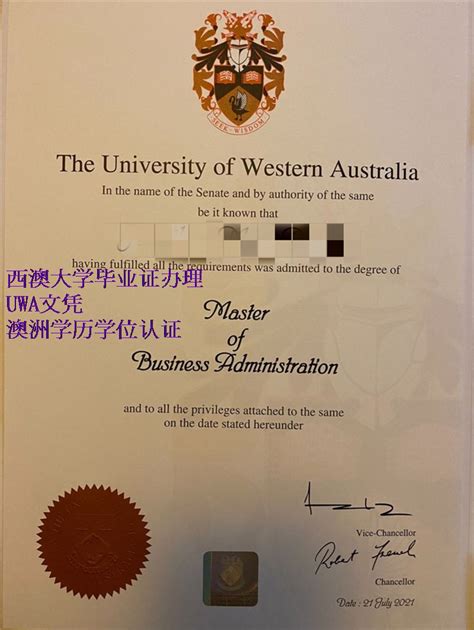 SEEK WISDOM
The University of Western Australia
In the name of the Senate and by authority of the same
be it known that
having fulfilled all the requirements was admitted to the degree of
西澳大学毕业证办理
UWA文凭
澳洲学历学位认证
Master
of
Business Administration
and to all the privileges attached to the same
on the date stated hereunder
Vice-Chancellor
Robert French
Chancellor
Date : 21 July 2021